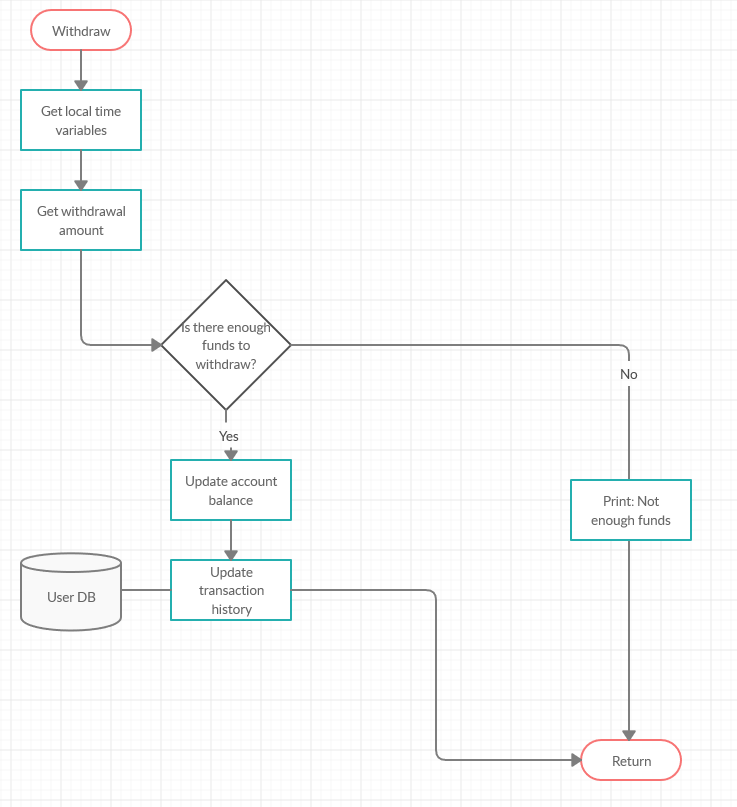 Withdraw
Get local time
variables
Get withdrawal
amount
Is there enough
funds to
withdraw?
No
Yes
Update account
balance
Print: Not
enough funds
Update
transaction
history
User DB
Return